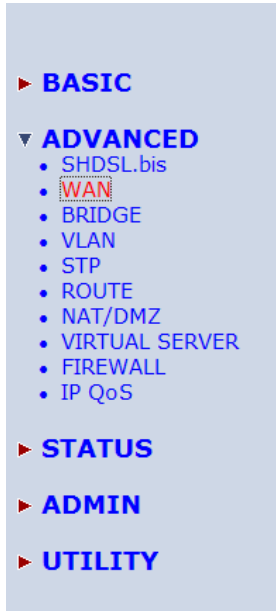 BASIC
ADVANCED
SHDSL.bis
WAN
BRIDGE
VLAN
STP
ROUTE
NAT/DMZ
VIRTUAL SERVER
FIREWALL
IP QoS
STATUS
ADMIN
UTILITY